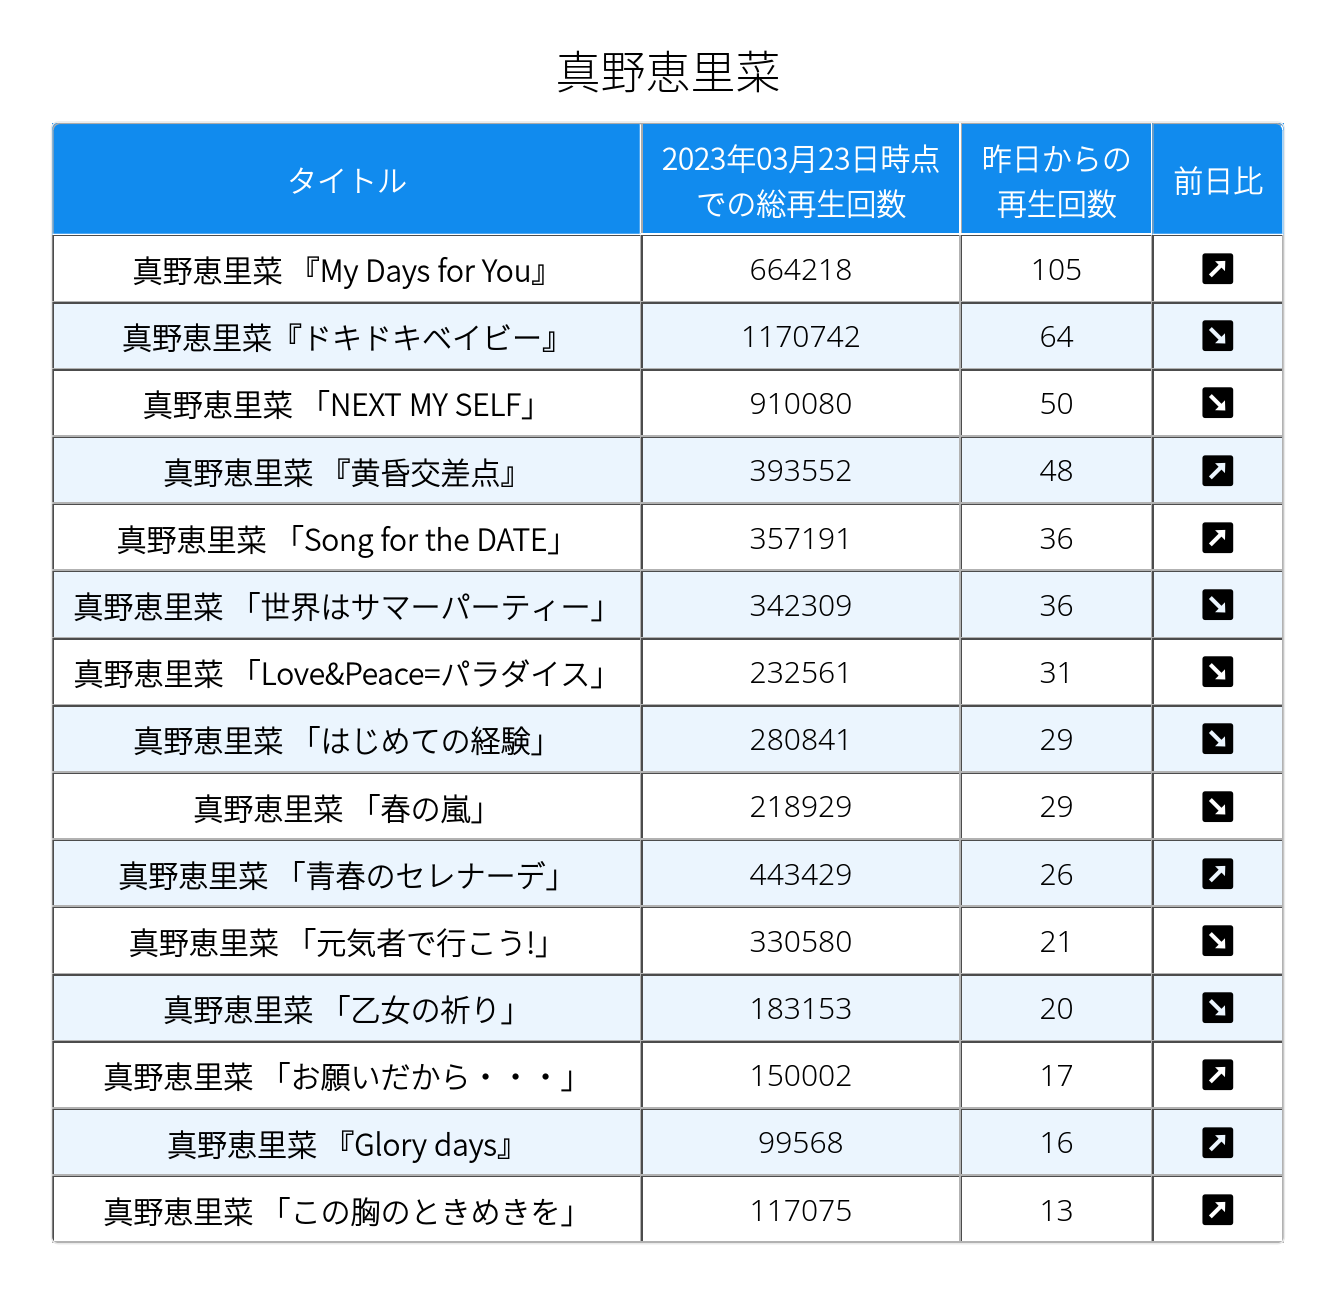 真野恵里菜
タイトル 2023年03月23日時点での総再生回数 昨日からの再生回数 前日比
真野恵里菜 『My Days for You』 664218 105 ↗
真野恵里菜『ドキドキベイビー』 1170742 64 ↘
真野恵里菜 「NEXT MY SELF」 910080 50 ↘
真野恵里菜 『黄昏交差点』 393552 48 ↗
真野恵里菜 「Song for the DATE」 357191 36 ↗
真野恵里菜 「世界はサマーパーティー」 342309 36 ↘
真野恵里菜 「Love&Peace=パラダイス」 232561 31 ↘
真野恵里菜 「はじめての経験」 280841 29 ↘
真野恵里菜 「春の嵐」 218929 29 ↘
真野恵里菜 「青春のセレナーデ」 443429 26 ↗
真野恵里菜 「元気者で行こう!」 330580 21 ↘
真野恵里菜 「乙女の祈り」 183153 20 ↘
真野恵里菜 「お願いだから・・・」 150002 17 ↗
真野恵里菜 『Glory days』 99568 16 ↗
真野恵里菜 「この胸のときめきを」 117075 13 ↗